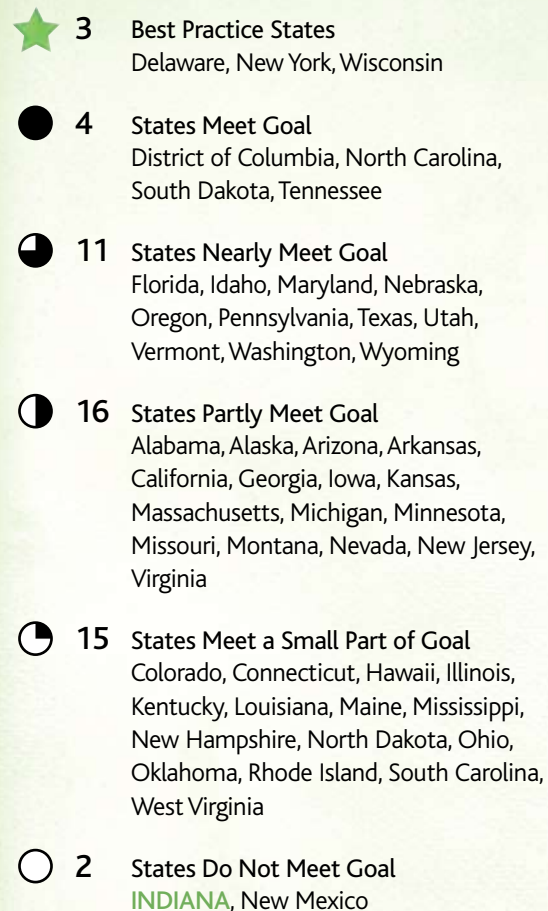 3 Best Practice States
Delaware, New York, Wisconsin
4 States Meet Goal
District of Columbia, North Carolina,
South Dakota, Tennessee
11 States Nearly Meet Goal
Florida, Idaho, Maryland, Nebraska,
Oregon, Pennsylvania, Texas, Utah,
Vermont, Washington, Wyoming
16 States Partly Meet Goal
Alabama, Alaska, Arizona, Arkansas,
California, Georgia, Iowa, Kansas,
Massachusetts, Michigan, Minnesota,
Missouri, Montana, Nevada, New Jersey,
Virginia
15 States Meet a Small Part of Goal
Colorado, Connecticut, Hawaii, Illinois,
Kentucky, Louisiana, Maine, Mississippi,
New Hampshire, North Dakota, Ohio,
Oklahoma, Rhode Island, South Carolina,
West Virginia
2 States Do Not Meet Goal
INDIANA, New Mexico